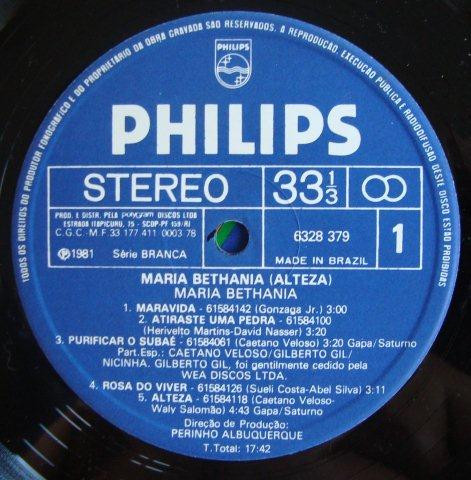 TODOS OS DIREITOS DO PRODUTOR FONOGRÁFICO E DO PROPRIETÁRIO DA OBRA GRAVADA SÃO RESERVADOS. A REPRODUÇÃO, EXECUÇÃO PÚBLICA E RADIODIFUSÃO DESTE DISCO ESTÃO PROIBIDAS
PHILIPS
PHILIPS
STEREO 33 1/3
PROD. E DISTR. PELA polygram DISCOS LTDA
ESTRADA ITAPICURU, 75 - SCDP-PF 159/RJ
C.G.C.-M.F. 33 177 411 0003 78
6328 379
1
℗1981 Série BRANCA
MADE IN BRAZIL
MARIA BETHANIA (ALTEZA)
MARIA BETHANIA
1. MARAVIDA - 61584142 (Gonzaga Jr.) 3:00
2. ATIRASTE UMA PEDRA - 61584100
(Herivelto Martins-David Nasser) 3:20
3. PURIFICAR O SUBAÉ - 61584061 (Caetano Veloso) 3:20 Gapa/Saturno
Part.Esp.: CAETANO VELOSO/GILBERTO GIL/
NICINHA. GILBERTO GIL, foi gentilmente cedido pela
WEA DISCOS LTDA.
4. ROSA DO VIVER - 61584126 (Sueli Costa-Abel Silva) 3:11
5. ALTEZA - 61584118 (Caetano Veloso-
Waly Salomão) 4:43 Gapa/Saturno
Direção de Produção:
PERINHO ALBUQUERQUE
T.Total: 17:42